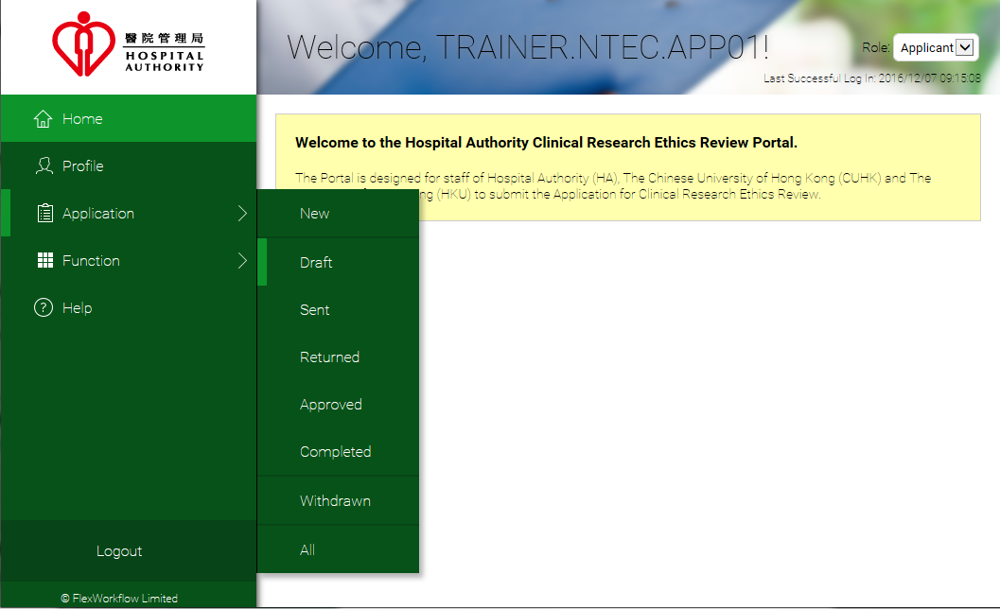 醫院管理局
HOSPITAL
AUTHORITY
Welcome, TRAINER.NTEC.APP01!
Role: Applicant
Last Successful Log In: 2016/12/07 09:15:08
Home
Profile
Application
Function
? Help
Logout
© FlexWorkflow Limited
New
Draft
Sent
Returned
Approved
Completed
Withdrawn
All
Welcome to the Hospital Authority Clinical Research Ethics Review Portal.
The Portal is designed for staff of Hospital Authority (HA), The Chinese University of Hong Kong (CUHK) and The
(HKU) to submit the Application for Clinical Research Ethics Review.